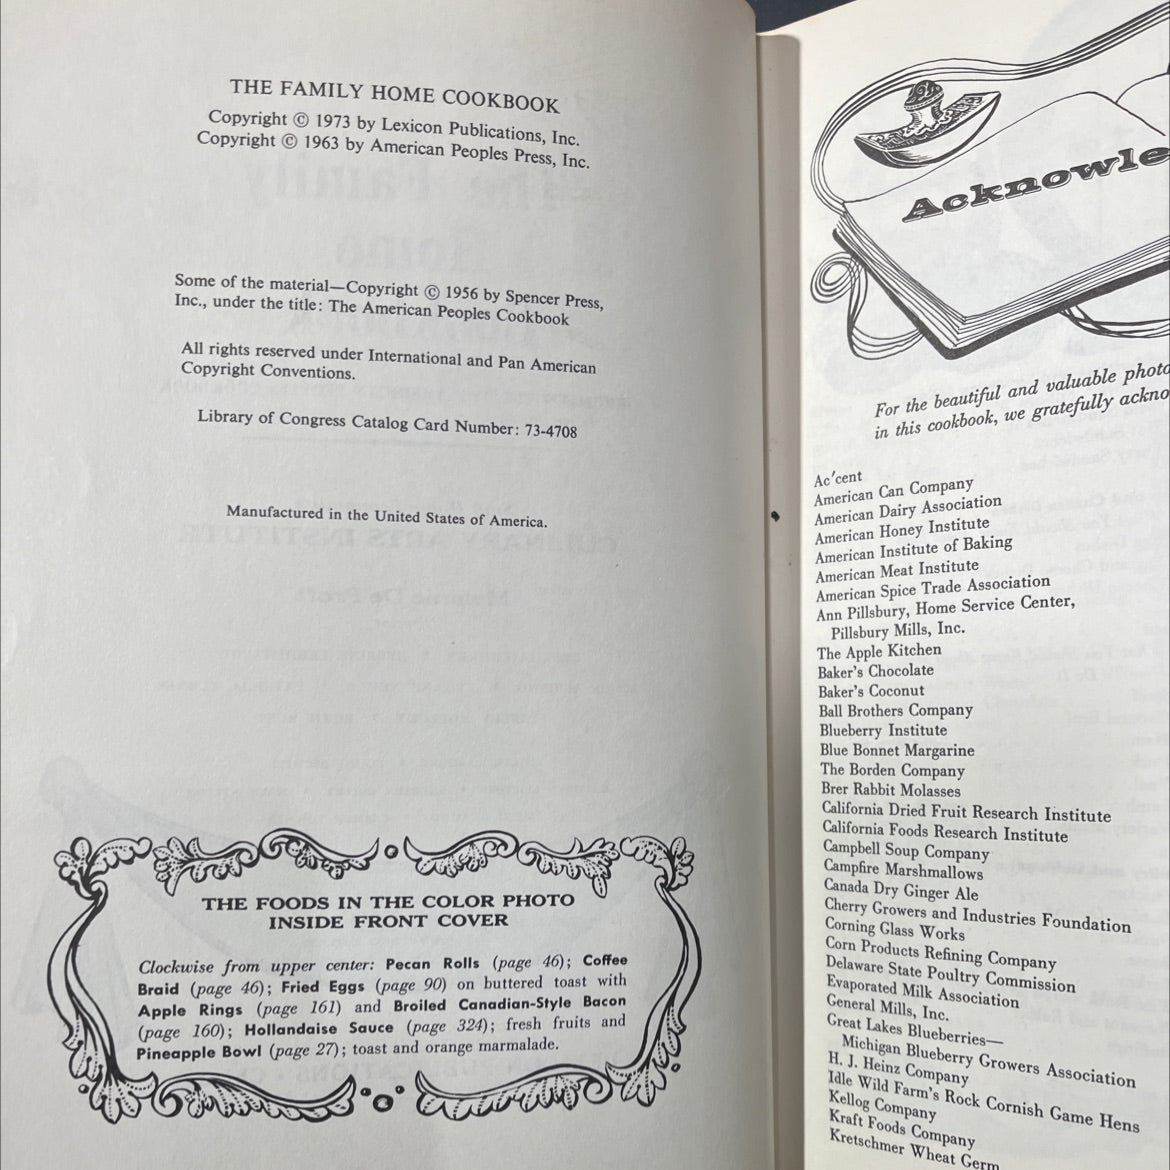 THE FAMILY HOME COOKBOOK
Copyright © 1973 by Lexicon Publications, Inc.
Copyright © 1963 by American Peoples Press, Inc.
Some of the material—Copyright © 1956 by Spencer Press,
Inc., under the title: The American Peoples Cookbook
All rights reserved under International and Pan American
Copyright Conventions.
Library of Congress Catalog Card Number: 73-4708
Manufactured in the United States of America.
THE FOODS IN THE COLOR PHOTO
INSIDE FRONT COVER
Clockwise from upper center: Pecan Rolls (page 46); Coffee
Braid (page 46); Fried Eggs (page 90) on buttered toast with
Apple Rings (page 161) and Broiled Canadian-Style Bacon
(page 160); Hollandaise Sauce (page 324); fresh fruits and
Pineapple Bowl (page 27); toast and orange marmalade.
Acknowle
For the beautiful and valuable photo
in this cookbook, we gratefully ackno
Ac′cent
American Can Company
American Dairy Association
American Honey Institute
American Institute of Baking
American Meat Institute
American Spice Trade Association
Ann Pillsbury, Home Service Center,
Pillsbury Mills, Inc.
The Apple Kitchen
Baker's Chocolate
Baker's Coconut
Ball Brothers Company
Blueberry Institute
Blue Bonnet Margarine
The Borden Company
Brer Rabbit Molasses
California Dried Fruit Research Institute
California Foods Research Institute
Campbell Soup Company
Campfire Marshmallows
Canada Dry Ginger Ale
Cherry Growers and Industries Foundation
Corning Glass Works
Corn Products Refining Company
Delaware State Poultry Commission
Evaporated Milk Association
General Mills, Inc.
Great Lakes Blueberries—
Michigan Blueberry Growers Association
H. J. Heinz Company
Idle Wild Farm's Rock Cornish Game Hens
Kellog Company
Kraft Foods Company
Kretschmer Wheat Germ